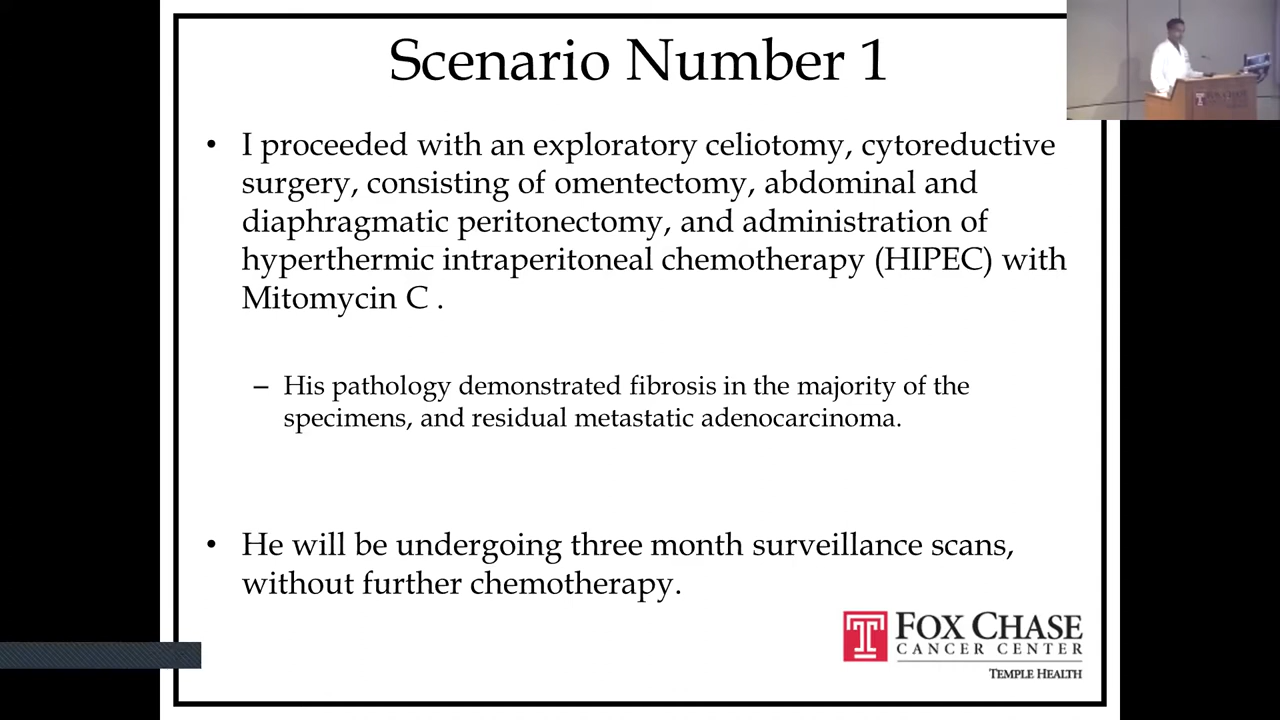 Scenario Number 1
• I proceeded with an exploratory celiotomy, cytoreductive
surgery, consisting of omentectomy, abdominal and
diaphragmatic peritonectomy, and administration of
hyperthermic intraperitoneal chemotherapy (HIPEC) with
Mitomycin C .
– His pathology demonstrated fibrosis in the majority of the
specimens, and residual metastatic adenocarcinoma.
• He will be undergoing three month surveillance scans,
without further chemotherapy.
FOX CHASE
CANCER CENTER
TEMPLE HEALTH
FOX CHASE